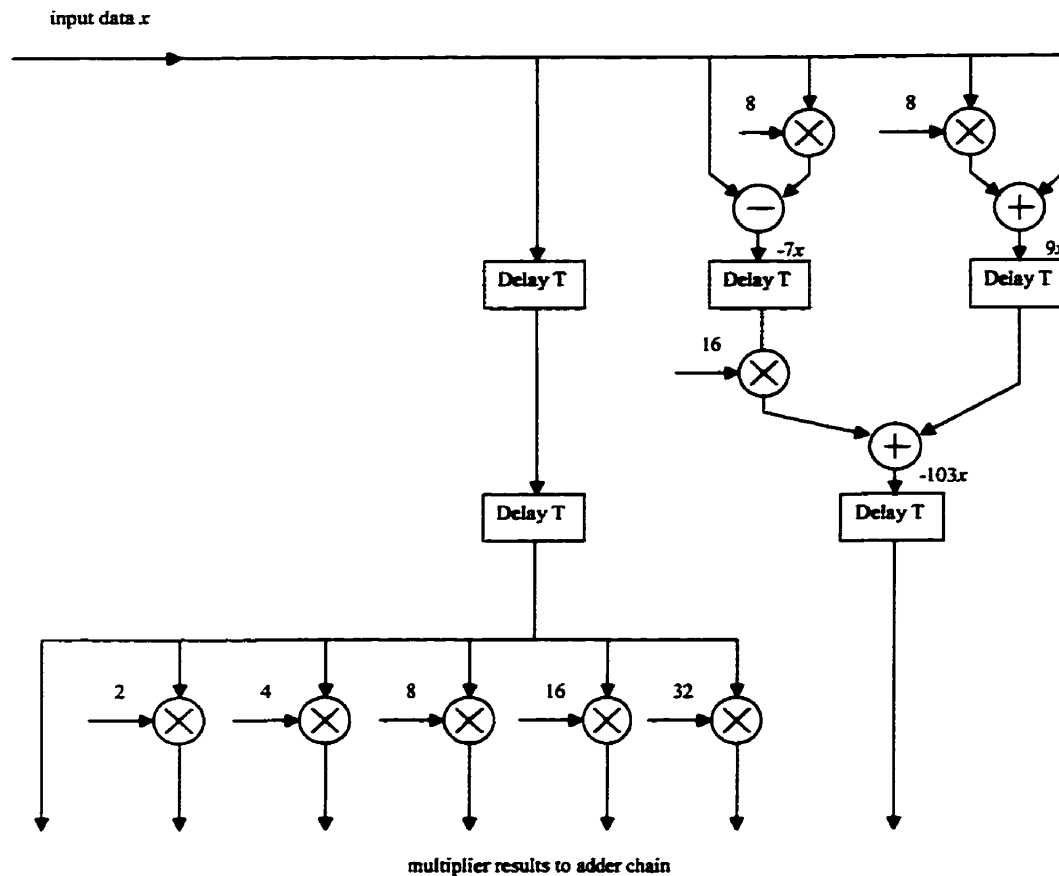 input data x
8
8
-7x
9x
Delay T
Delay T
Delay T
16
-103x
Delay T
Delay T
2
4
8
16
32
multiplier results to adder chain